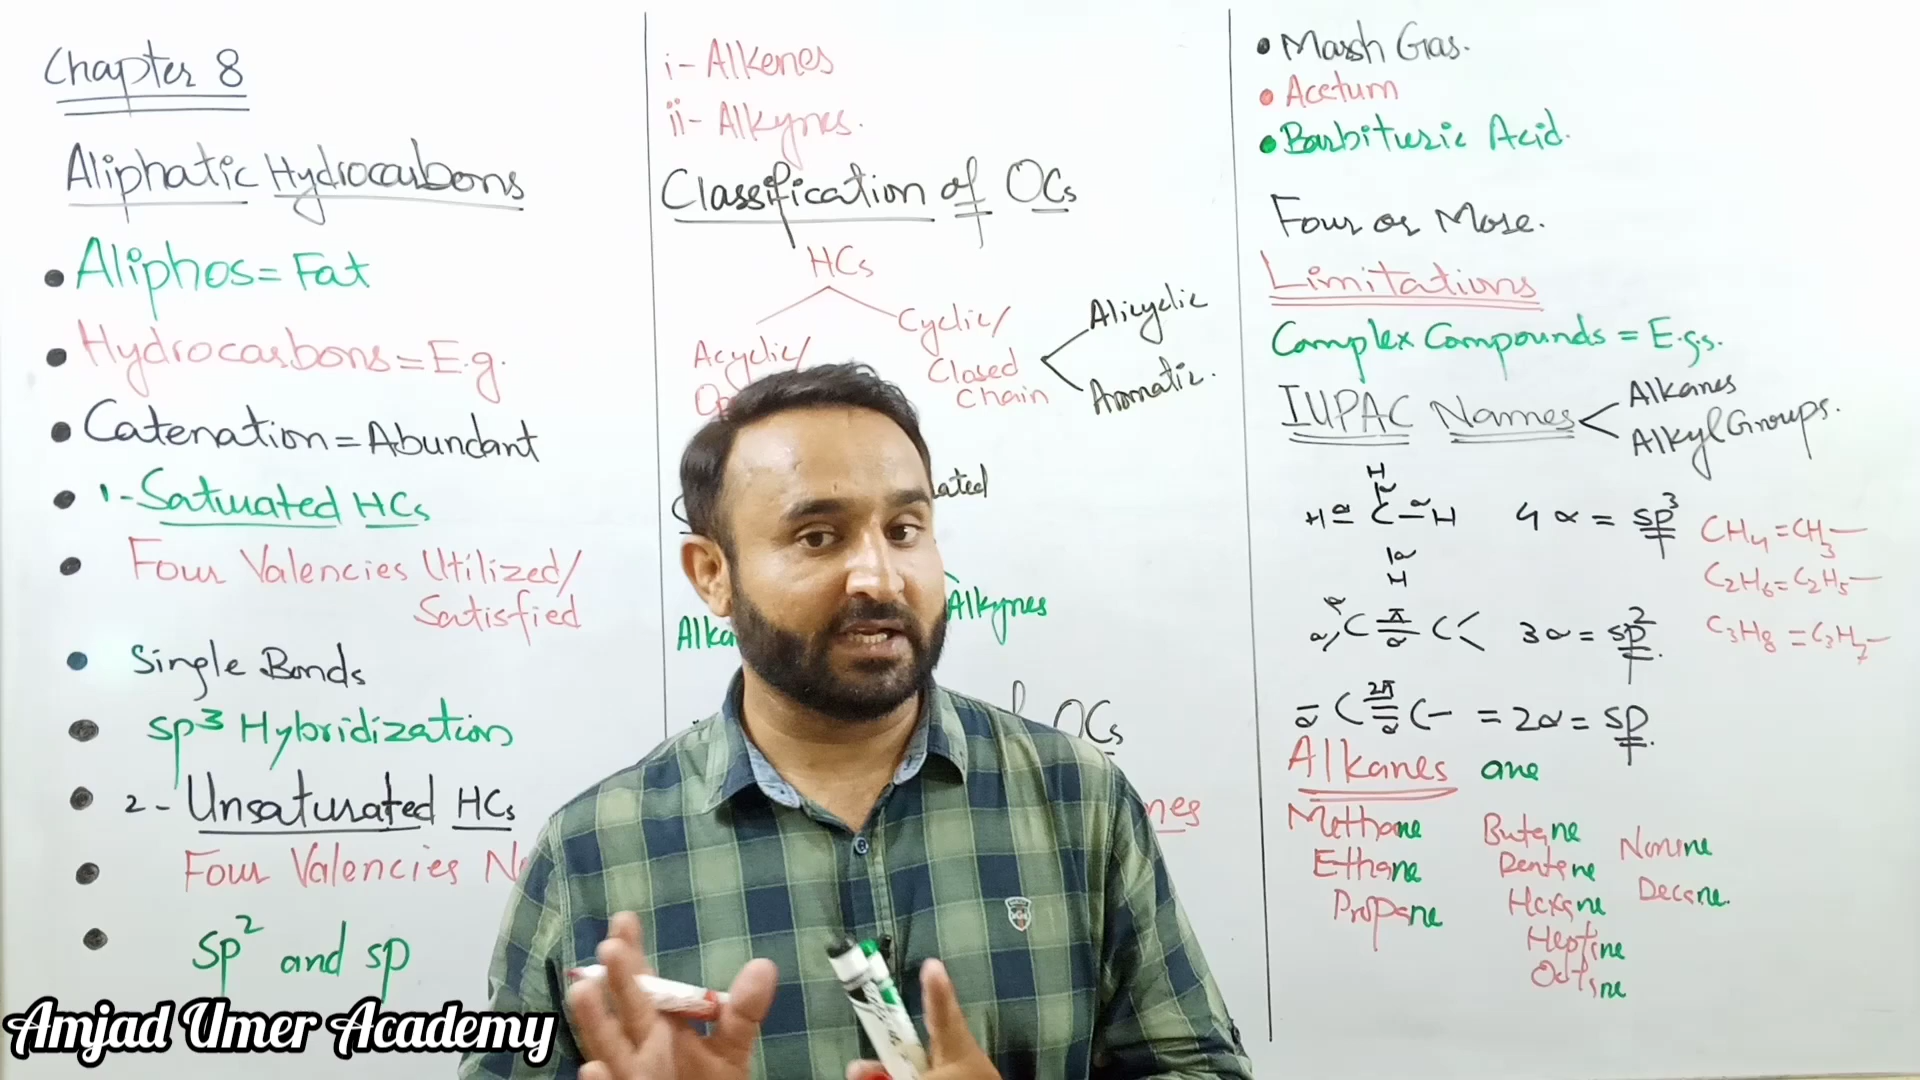 Chapter 8
Aliphatic Hydrocarbons
Aliphos = Fat
Hydrocarbons = E.g.
Catenation = Abundant
1- Saturated HCs
Four Valencies Utilized/
Satisfied
Single Bonds
sp³ Hybridization
2- Unsaturated HCs
Four Valencies
sp² and sp
i- Alkenes
ii- Alkynes.
Classification of OCs
HCs
Acyclic/
Cyclic/
Closed
Chain
Alicyclic
Aromatic.
Alkynes
OCs
Marsh Gas.
Acetum
Barbituric Acid.
Four or More.
Limitations
Complex Compounds = E.gs.
IUPAC Names
Alkanes
Alkyl Groups.
H
H C H 4 σ = sp³
H
CH4 = CH3—
C2H6 = C2H5—
C3H8 = C3H7—
σ C π σ C 3σ = sp².
σ C 2π σ C = 2σ = sp.
Alkanes ane
Methane
Ethane
Propane
Butane
Pentane
Hexane
Heptane
Octane
Nonane
Decane.
Amjad Umer Academy